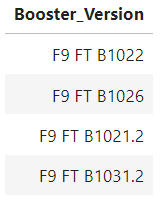 Booster_Version
F9 FT B1022
F9 FT B1026
F9 FT B1021.2
F9 FT B1031.2